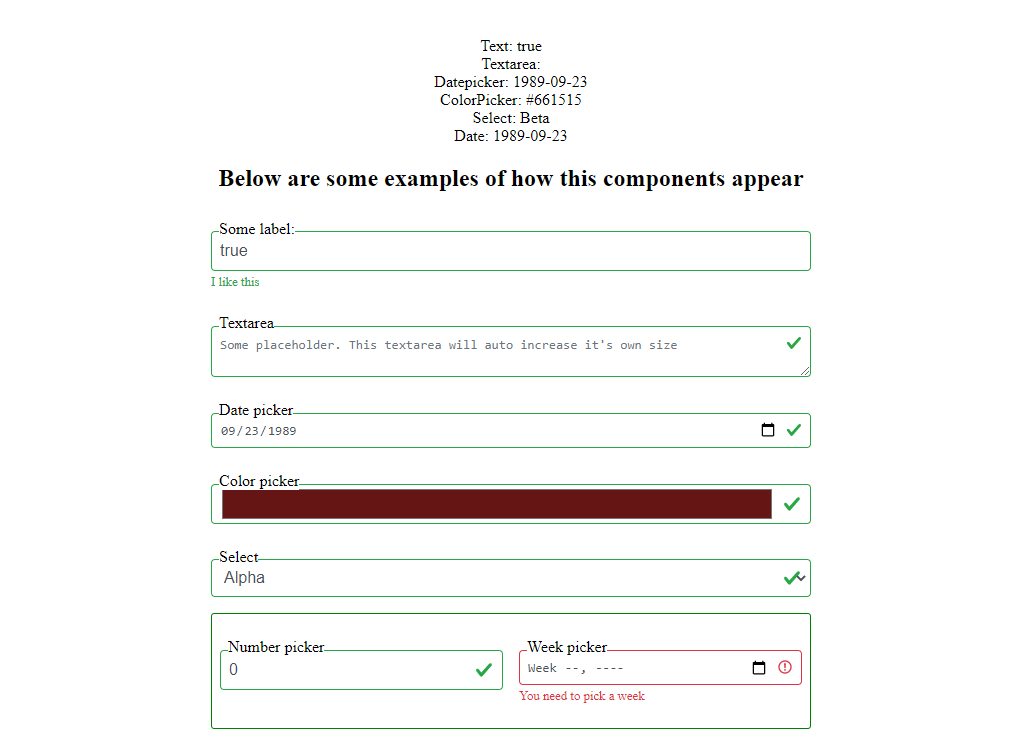 Text: true
Textarea:
Datepicker: 1989-09-23
ColorPicker: #661515
Select: Beta
Date: 1989-09-23
Below are some examples of how this components appear
Some label:
true
I like this
Textarea
Some placeholder. This textarea will auto increase it's own size
Date picker
09/23/1989
Color picker
Select
Alpha
Number picker
0
Week picker
Week --, ----
You need to pick a week